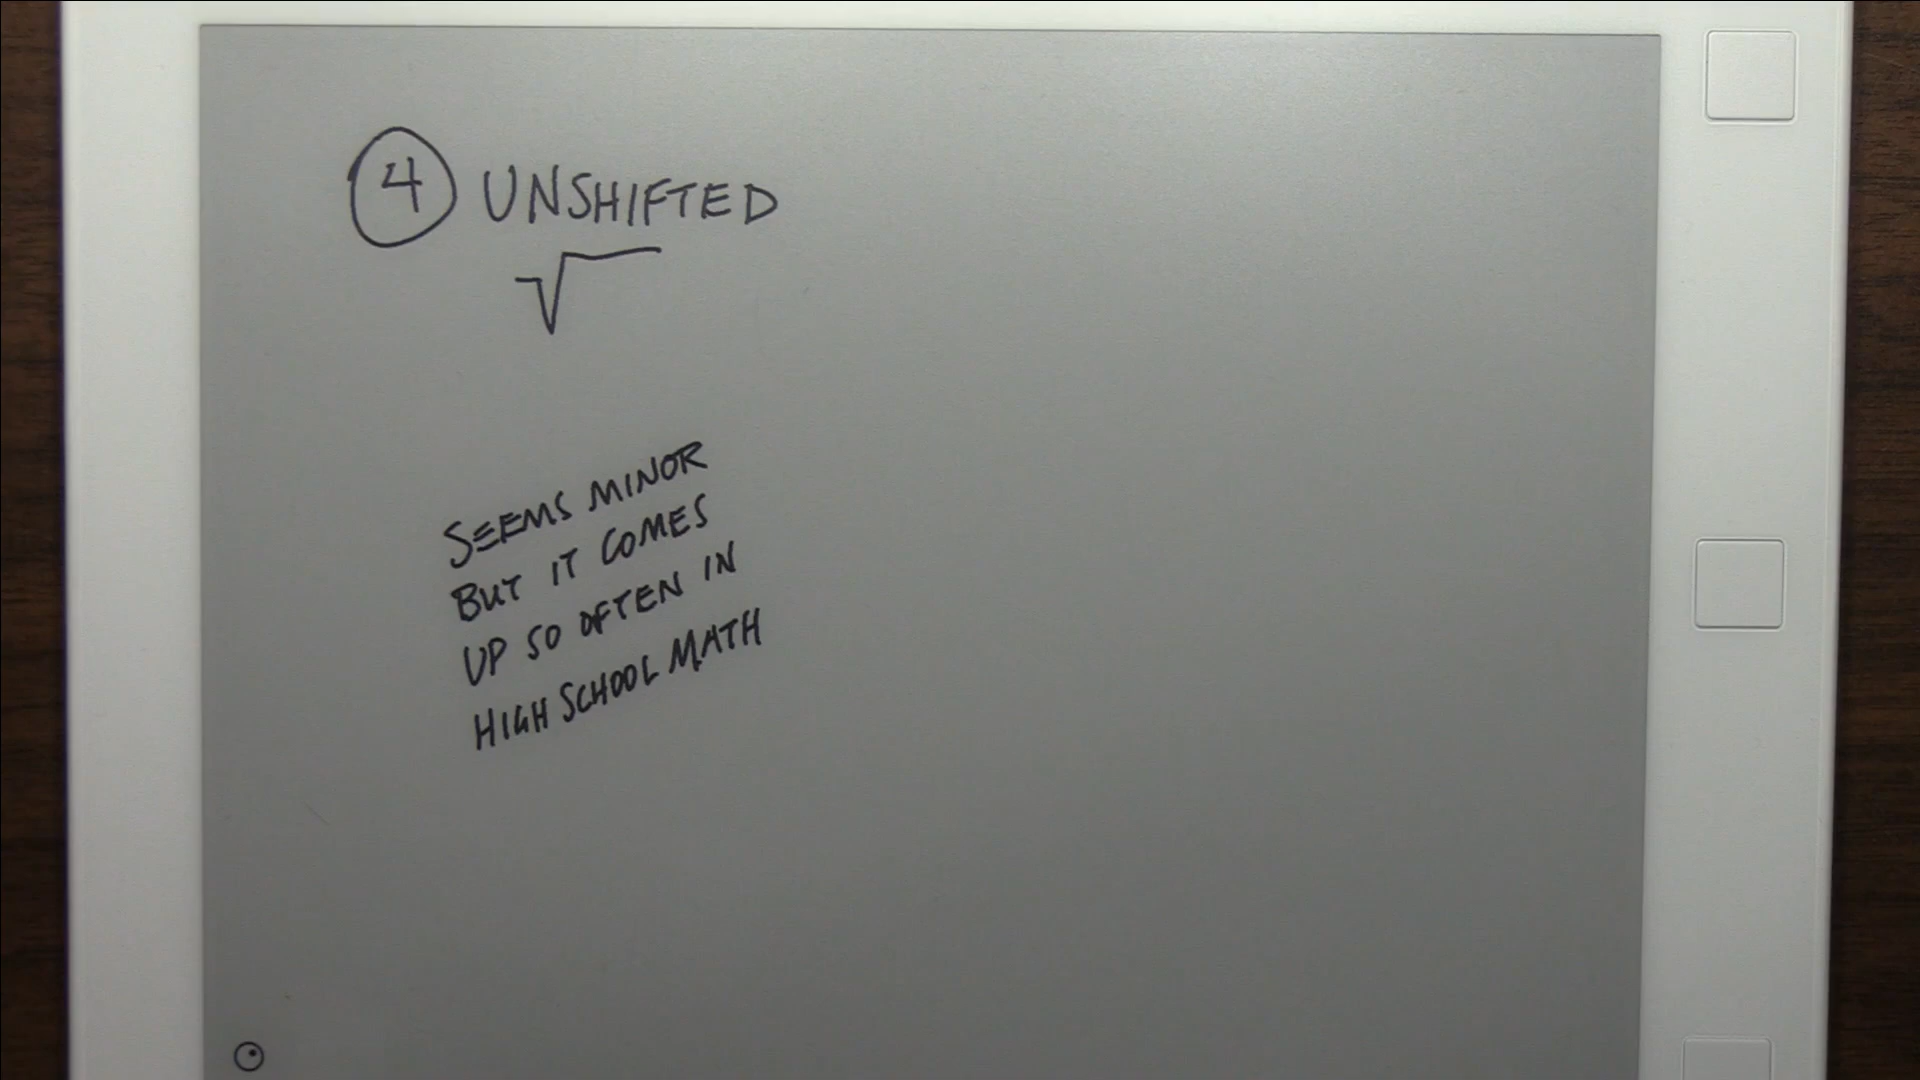 4 UNSHIFTED
√
SEEMS MINOR
BUT IT COMES
UP SO OFTEN IN
HIGH SCHOOL MATH